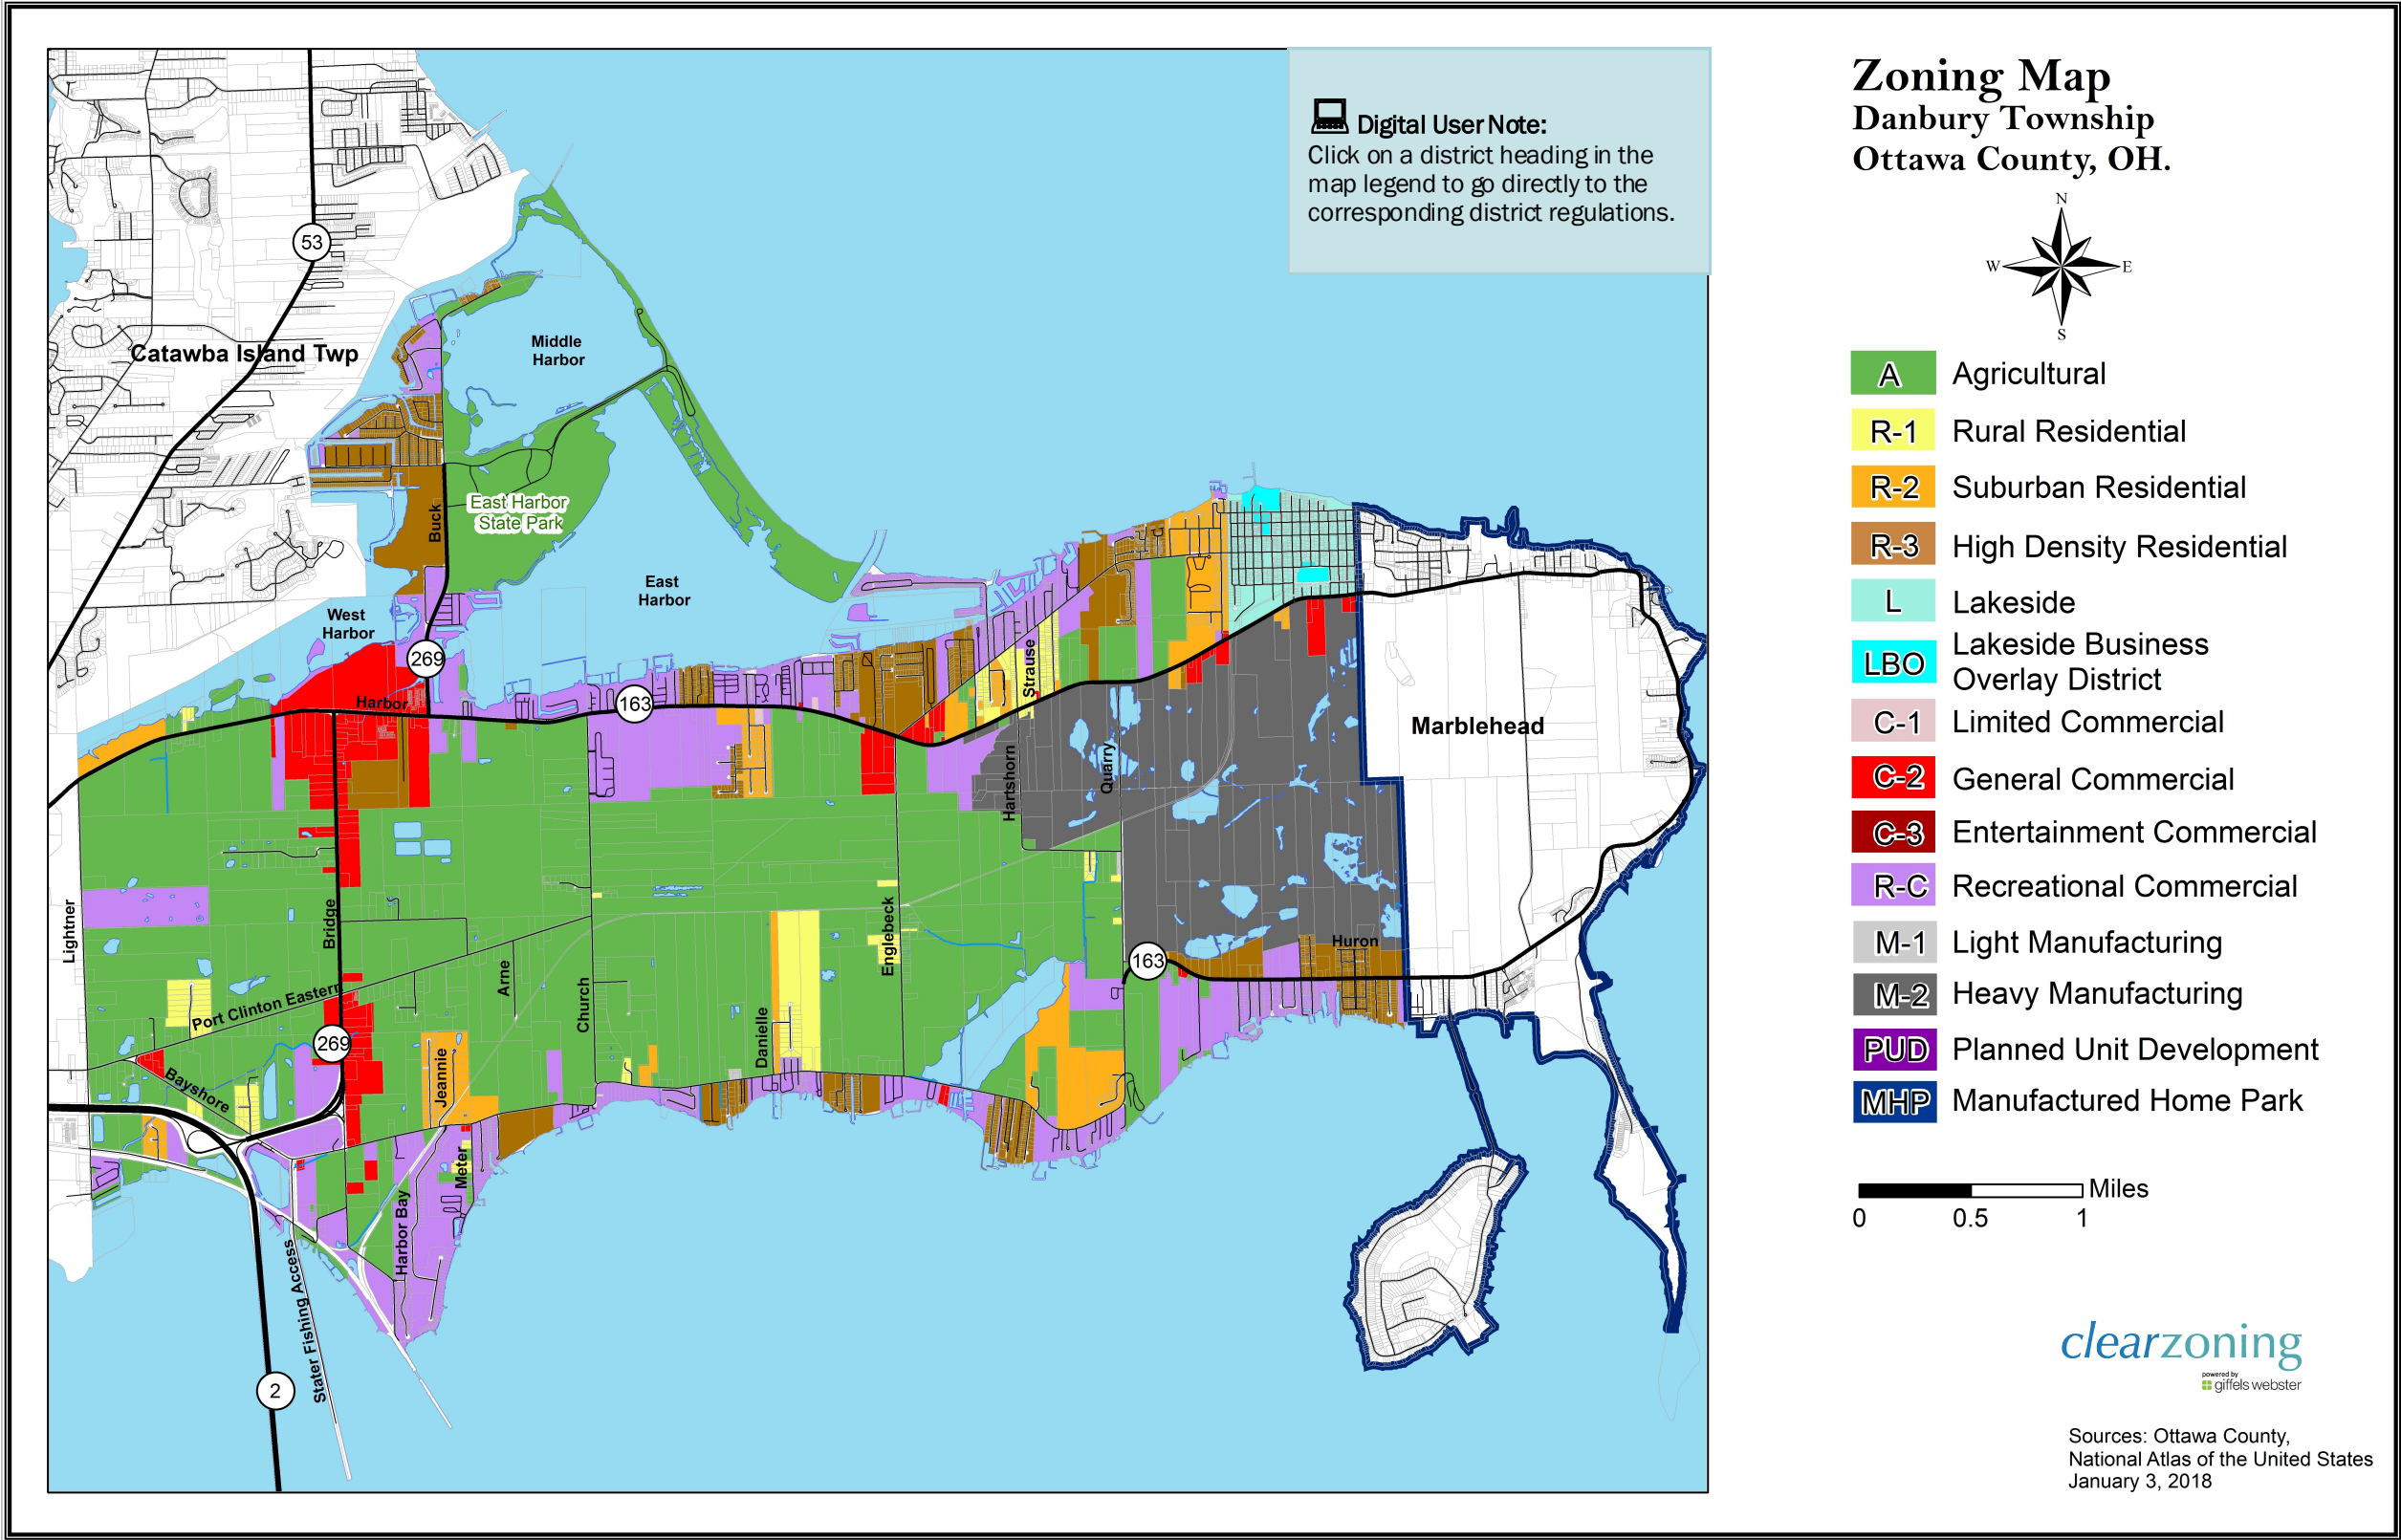 Zoning Map
Danbury Township
Ottawa County, OH.
N
W
E
S
Digital User Note:
Click on a district heading in the
map legend to go directly to the
corresponding district regulations.
A Agricultural
R-1 Rural Residential
R-2 Suburban Residential
R-3 High Density Residential
L Lakeside
LBO Lakeside Business
Overlay District
C-1 Limited Commercial
C-2 General Commercial
C-3 Entertainment Commercial
R-C Recreational Commercial
M-1 Light Manufacturing
M-2 Heavy Manufacturing
PUD Planned Unit Development
MHP Manufactured Home Park
Miles
0 0.5 1
clearzoning
powered by
giffels webster
Sources: Ottawa County,
National Atlas of the United States
January 3, 2018
53
Catawba Island Twp
Middle
Harbor
East Harbor
State Park
Buck
East
Harbor
West
Harbor
269
Harbor
163
Strause
Marblehead
Hartshorn
Quarry
Lightner
Bridge
Englebeck
Huron
163
Arne
Church
Danielle
Port Clinton Eastern
269
Bayshore
Jeannie
Meter
Harbor Bay
Stater Fishing Access
2